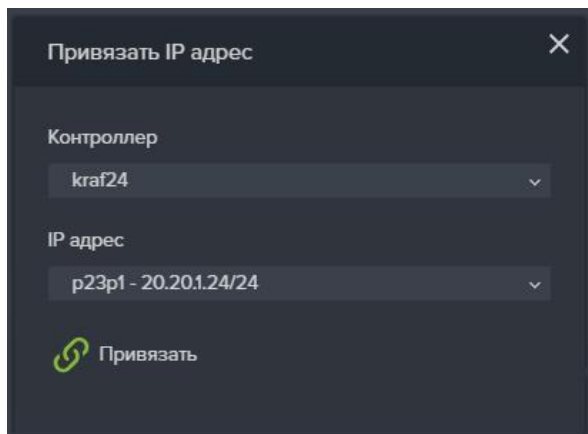 Привязать IP адрес
Контроллер
kraf24
IP адрес
p23p1 - 20.20.1.24/24
Привязать